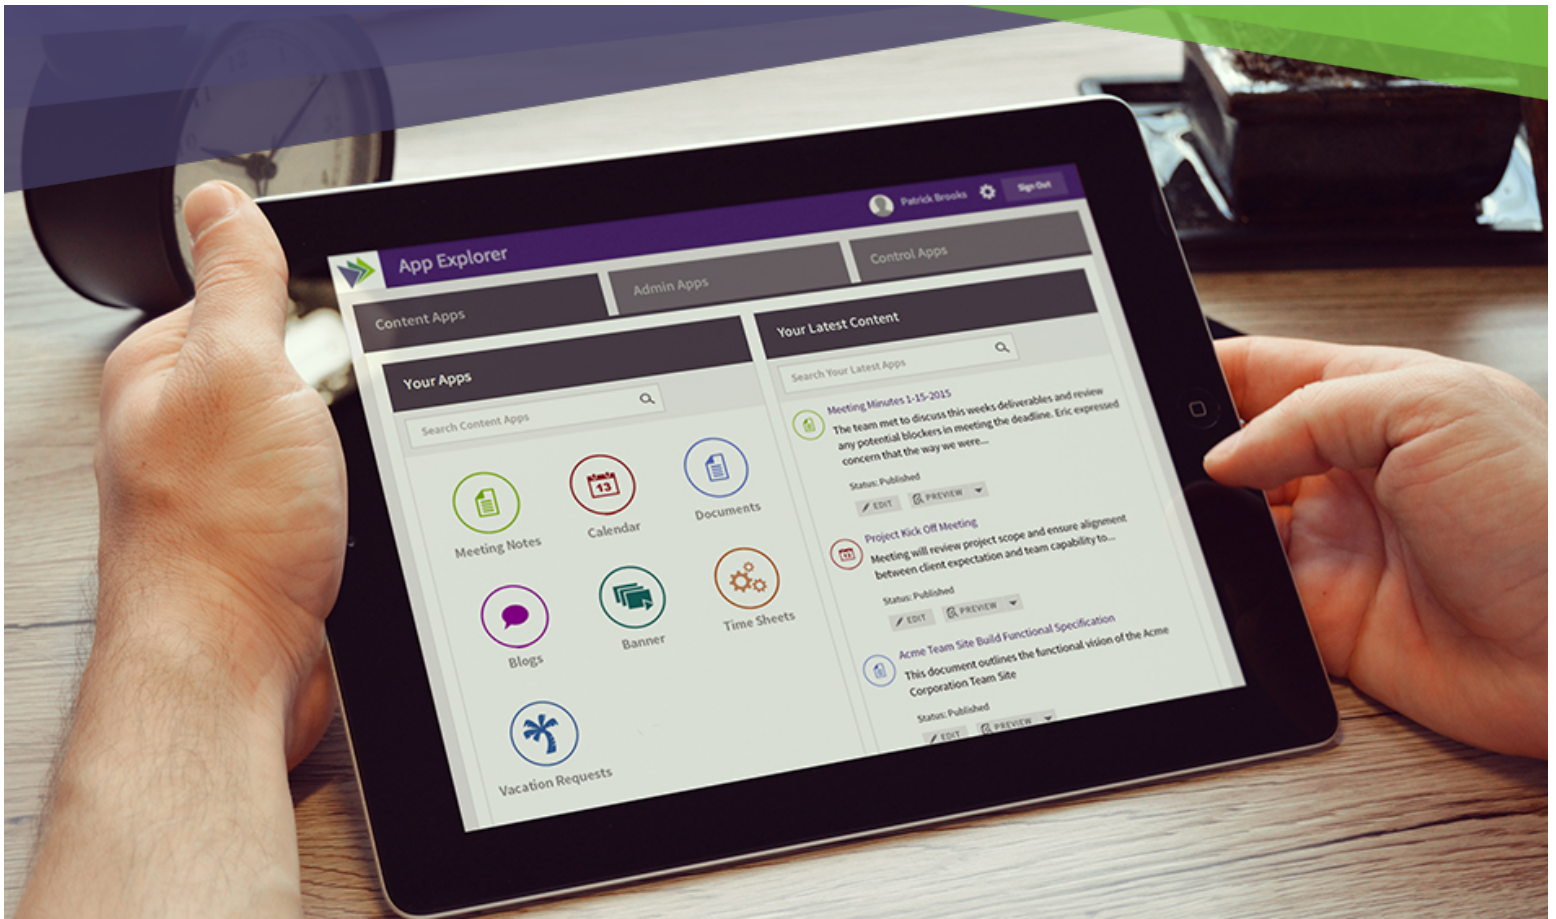 App Explorer
Patrick Brooks
Sign Out
Content Apps
Admin Apps
Control Apps
Your Apps
Search Content Apps
Meeting Notes
Calendar
13
Documents
Blogs
Banner
Time Sheets
Vacation Requests
Your Latest Content
Search Your Latest Apps
Meeting Minutes 1-15-2015
The team met to discuss this weeks deliverables and review
any potential blockers in meeting the deadline. Eric expressed
concern that the way we were...
Status: Published
EDIT
PREVIEW
Project Kick Off Meeting
Meeting will review project scope and ensure alignment
between client expectation and team capability to...
Status: Published
EDIT
PREVIEW
Acme Team Site Build Functional Specification
This document outlines the functional vision of the Acme
Corporation Team Site
Status: Published
EDIT
PREVIEW